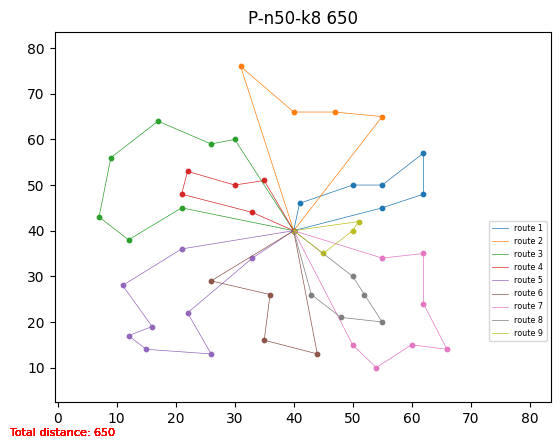 P-n50-k8 650
80
70
60
50
40
30
20
10
0 10 20 30 40 50 60 70 80
route 1
route 2
route 3
route 4
route 5
route 6
route 7
route 8
route 9
Total distance: 650